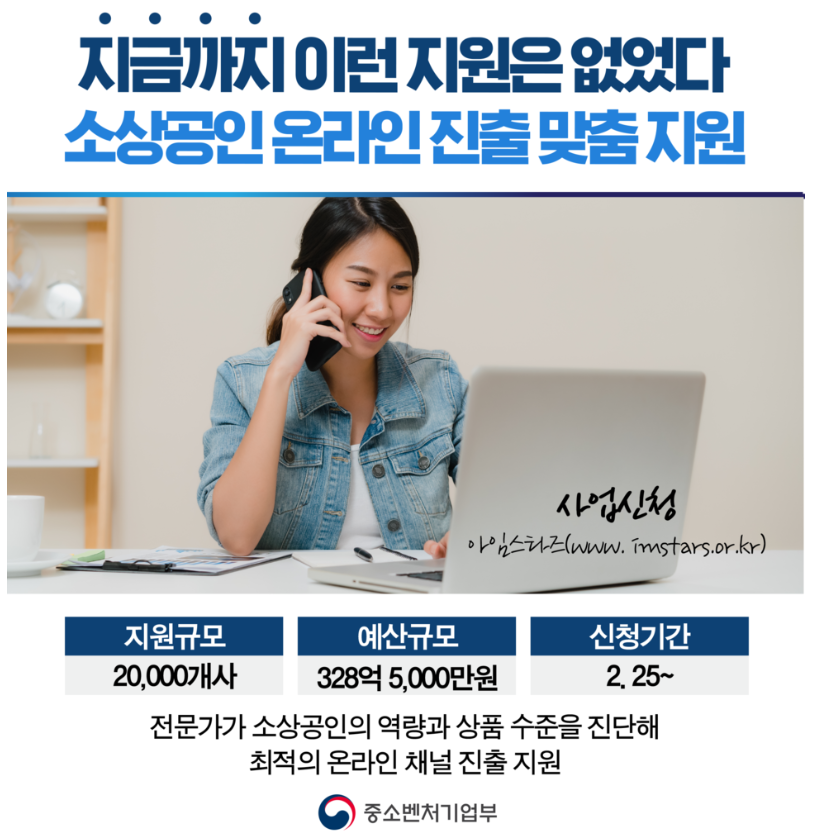 지금까지 이런 지원은 없었다
소상공인 온라인 진출 맞춤 지원
사업신청
아임스타즈(www. imstars.or.kr)
지원규모
20,000개사
예산규모
328억 5,000만원
신청기간
2. 25~
전문가가 소상공인의 역량과 상품 수준을 진단해
최적의 온라인 채널 진출 지원
중소벤처기업부